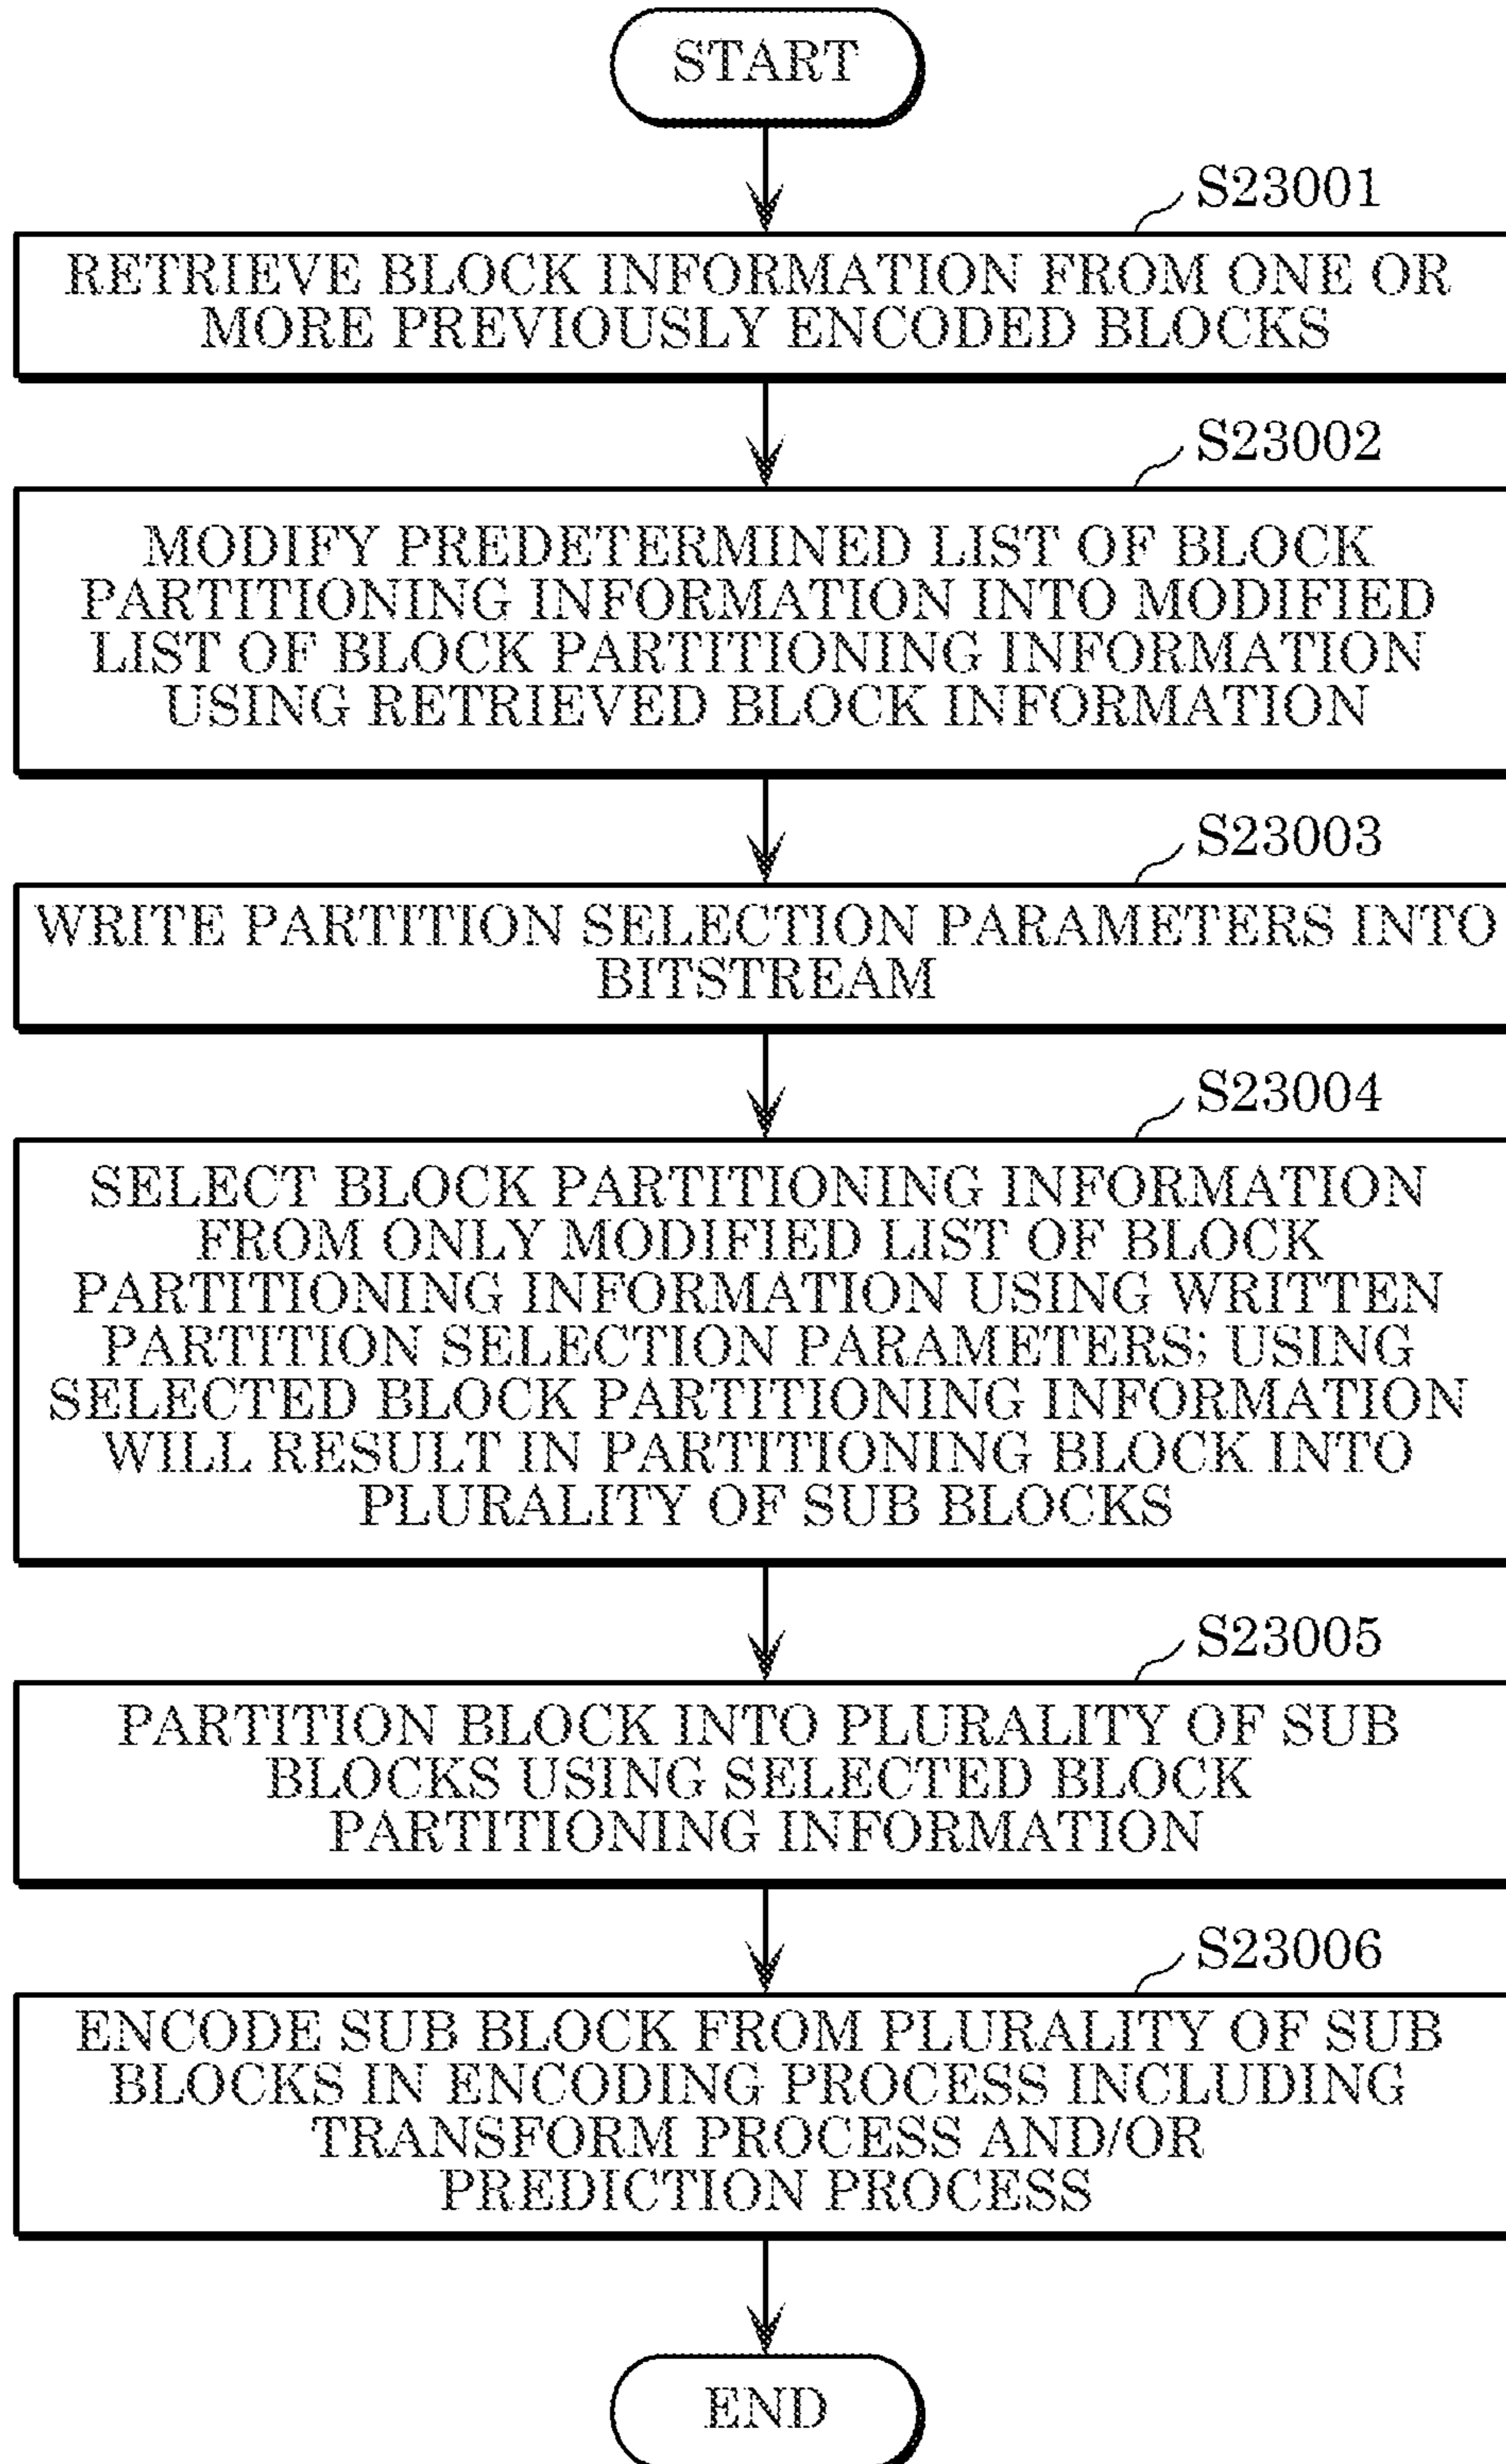 START
S23001
RETRIEVE BLOCK INFORMATION FROM ONE OR
MORE PREVIOUSLY ENCODED BLOCKS
S23002
MODIFY PREDETERMINED LIST OF BLOCK
PARTITIONING INFORMATION INTO MODIFIED
LIST OF BLOCK PARTITIONING INFORMATION
USING RETRIEVED BLOCK INFORMATION
S23003
WRITE PARTITION SELECTION PARAMETERS INTO
BITSTREAM
S23004
SELECT BLOCK PARTITIONING INFORMATION
FROM ONLY MODIFIED LIST OF BLOCK
PARTITIONING INFORMATION USING WRITTEN
PARTITION SELECTION PARAMETERS; USING
SELECTED BLOCK PARTITIONING INFORMATION
WILL RESULT IN PARTITIONING BLOCK INTO
PLURALITY OF SUB BLOCKS
S23005
PARTITION BLOCK INTO PLURALITY OF SUB
BLOCKS USING SELECTED BLOCK
PARTITIONING INFORMATION
S23006
ENCODE SUB BLOCK FROM PLURALITY OF SUB
BLOCKS IN ENCODING PROCESS INCLUDING
TRANSFORM PROCESS AND/OR
PREDICTION PROCESS
END